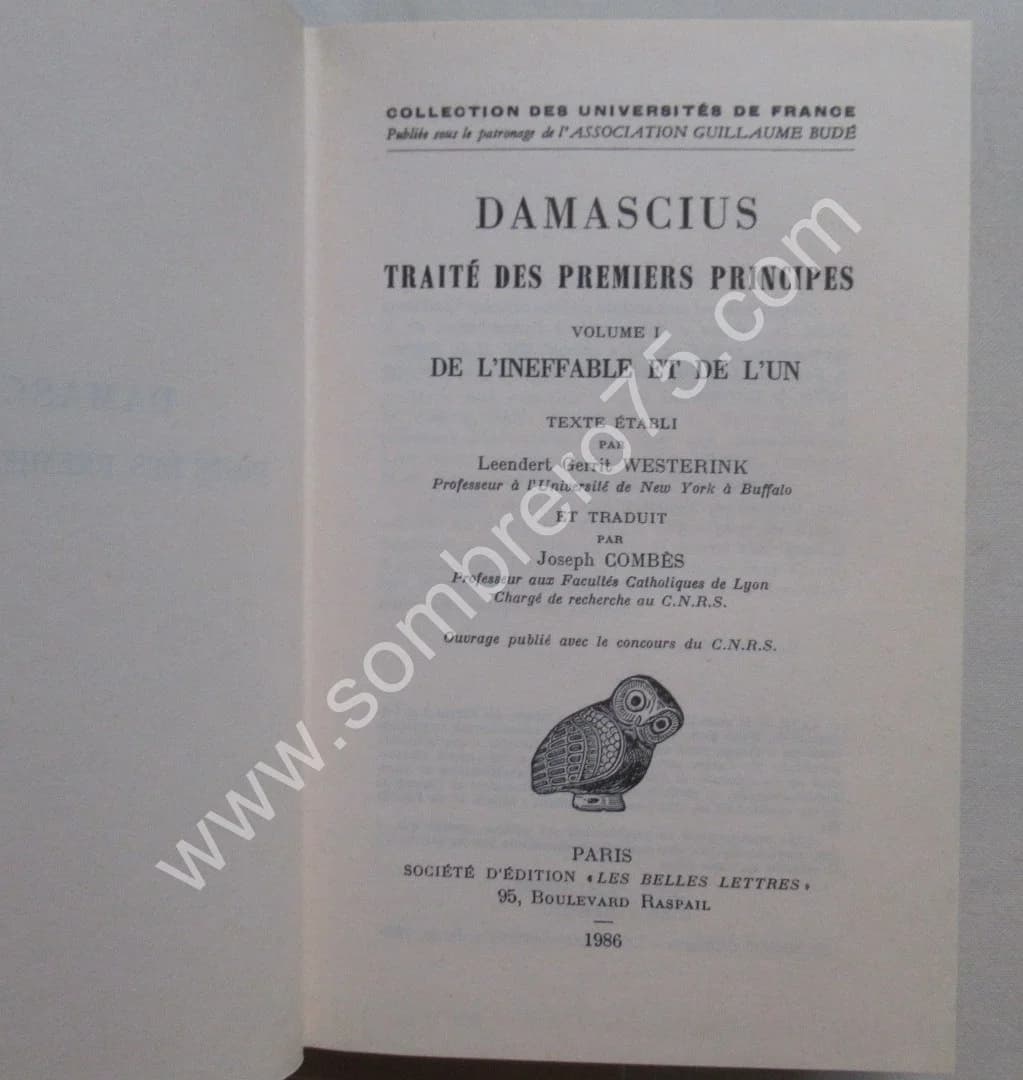 COLLECTION DES UNIVERSITÉS DE FRANCE
Publiée sous le patronage de l'ASSOCIATION GUILLAUME BUDÉ
DAMASCIUS
TRAITÉ DES PREMIERS PRINCIPES
VOLUME I
DE L'INEFFABLE ET DE L'UN
TEXTE ÉTABLI
PAR
Leendert Gerrit WESTERINK
Professeur à l'Université de New York à Buffalo
ET TRADUIT
PAR
Joseph COMBÈS
Professeur aux Facultés Catholiques de Lyon
Chargé de recherche au C.N.R.S.
Ouvrage publié avec le concours du C.N.R.S.
PARIS
SOCIÉTÉ D'ÉDITION «LES BELLES LETTRES»
95, BOULEVARD RASPAIL
1986
www.sombrero75.com